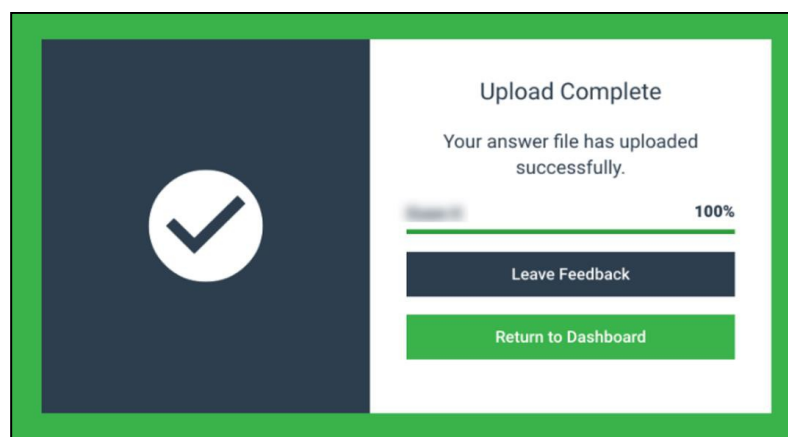 Upload Complete
Your answer file has uploaded
successfully.
100%
Leave Feedback
Return to Dashboard